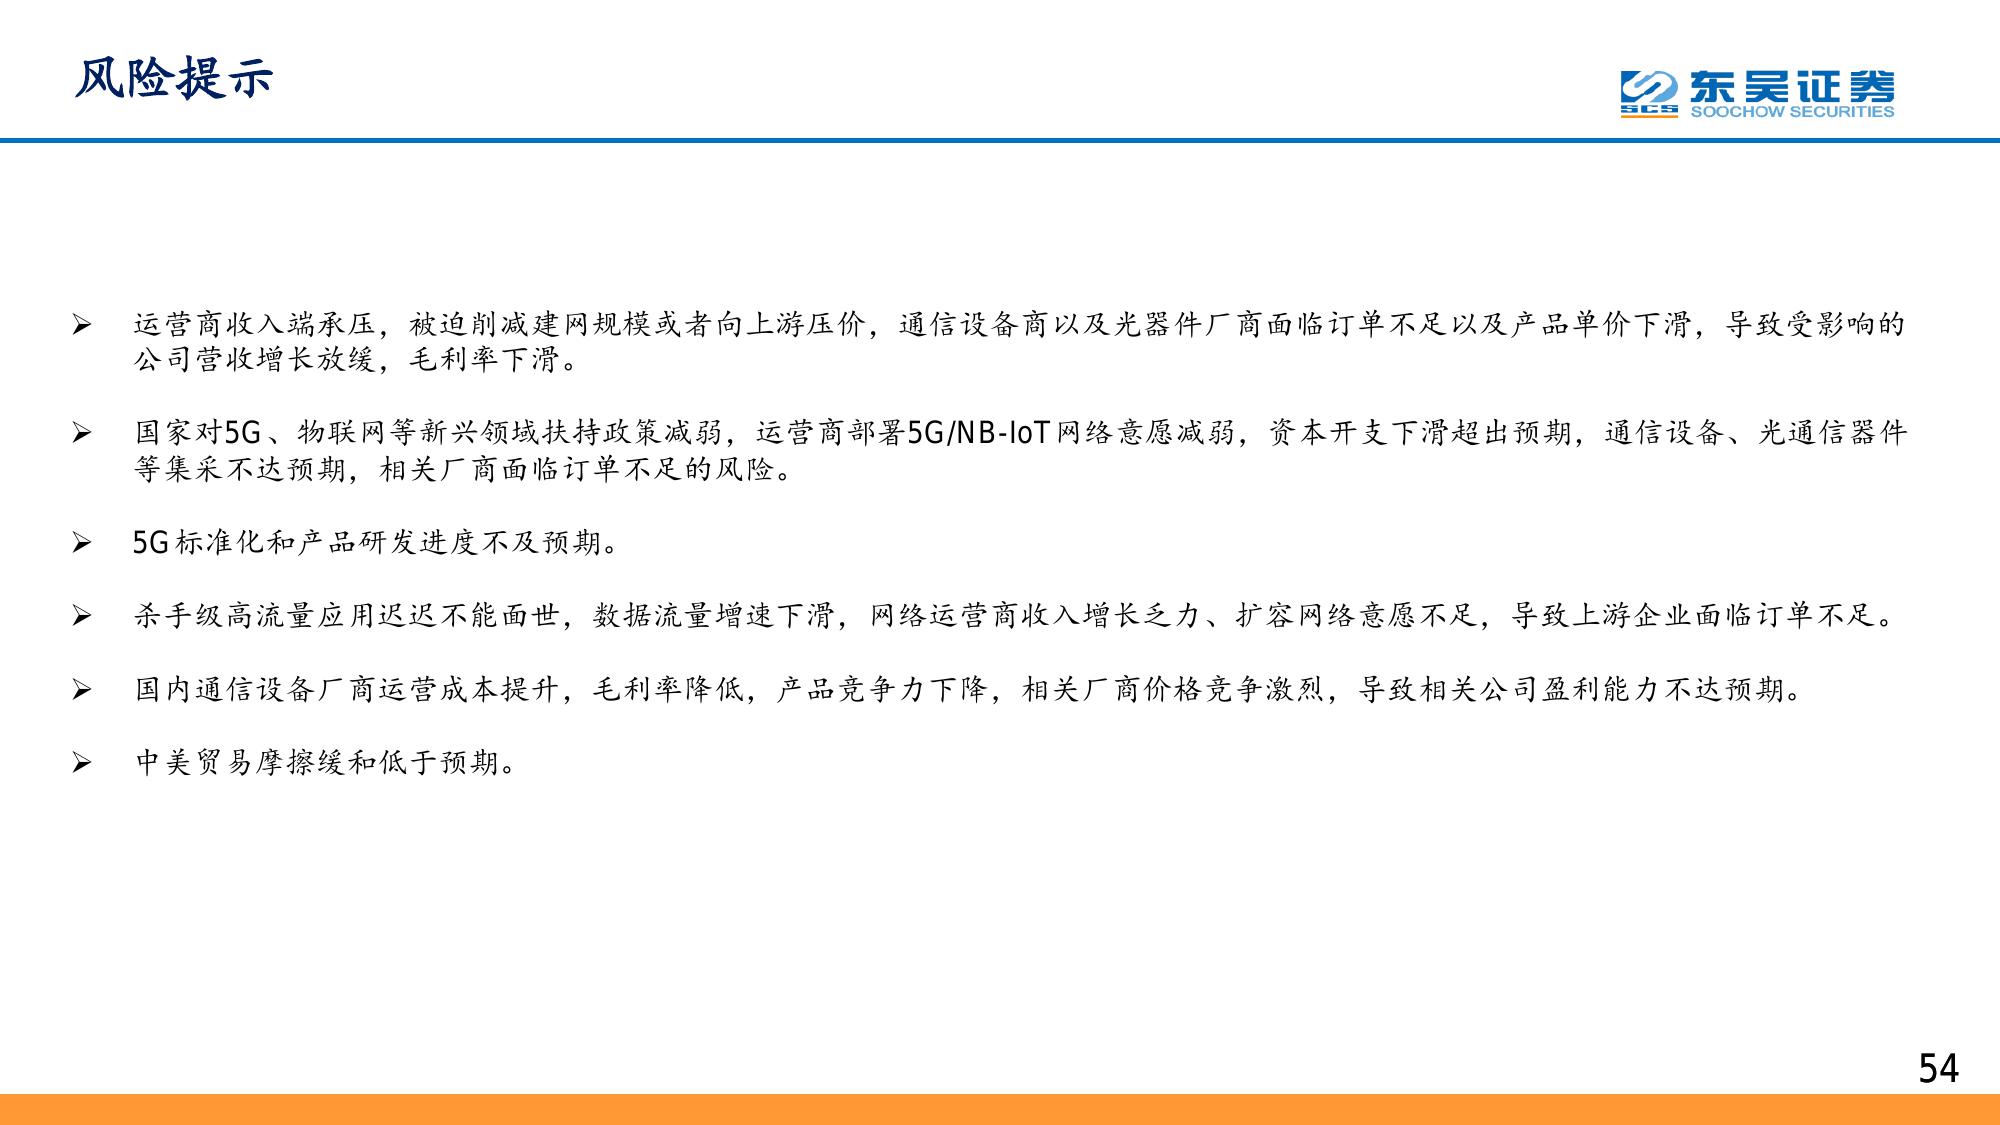 风险提示
东吴证券
SCS
SOOCHOW SECURITIES
➢ 运营商收入端承压，被迫削减建网规模或者向上游压价，通信设备商以及光器件厂商面临订单不足以及产品单价下滑，导致受影响的
公司营收增长放缓，毛利率下滑。
➢ 国家对5G、物联网等新兴领域扶持政策减弱，运营商部署5G/NB-IoT网络意愿减弱，资本开支下滑超出预期，通信设备、光通信器件
等集采不达预期，相关厂商面临订单不足的风险。
➢ 5G标准化和产品研发进度不及预期。
➢ 杀手级高流量应用迟迟不能面世，数据流量增速下滑，网络运营商收入增长乏力、扩容网络意愿不足，导致上游企业面临订单不足。
➢ 国内通信设备厂商运营成本提升，毛利率降低，产品竞争力下降，相关厂商价格竞争激烈，导致相关公司盈利能力不达预期。
➢ 中美贸易摩擦缓和低于预期。
54